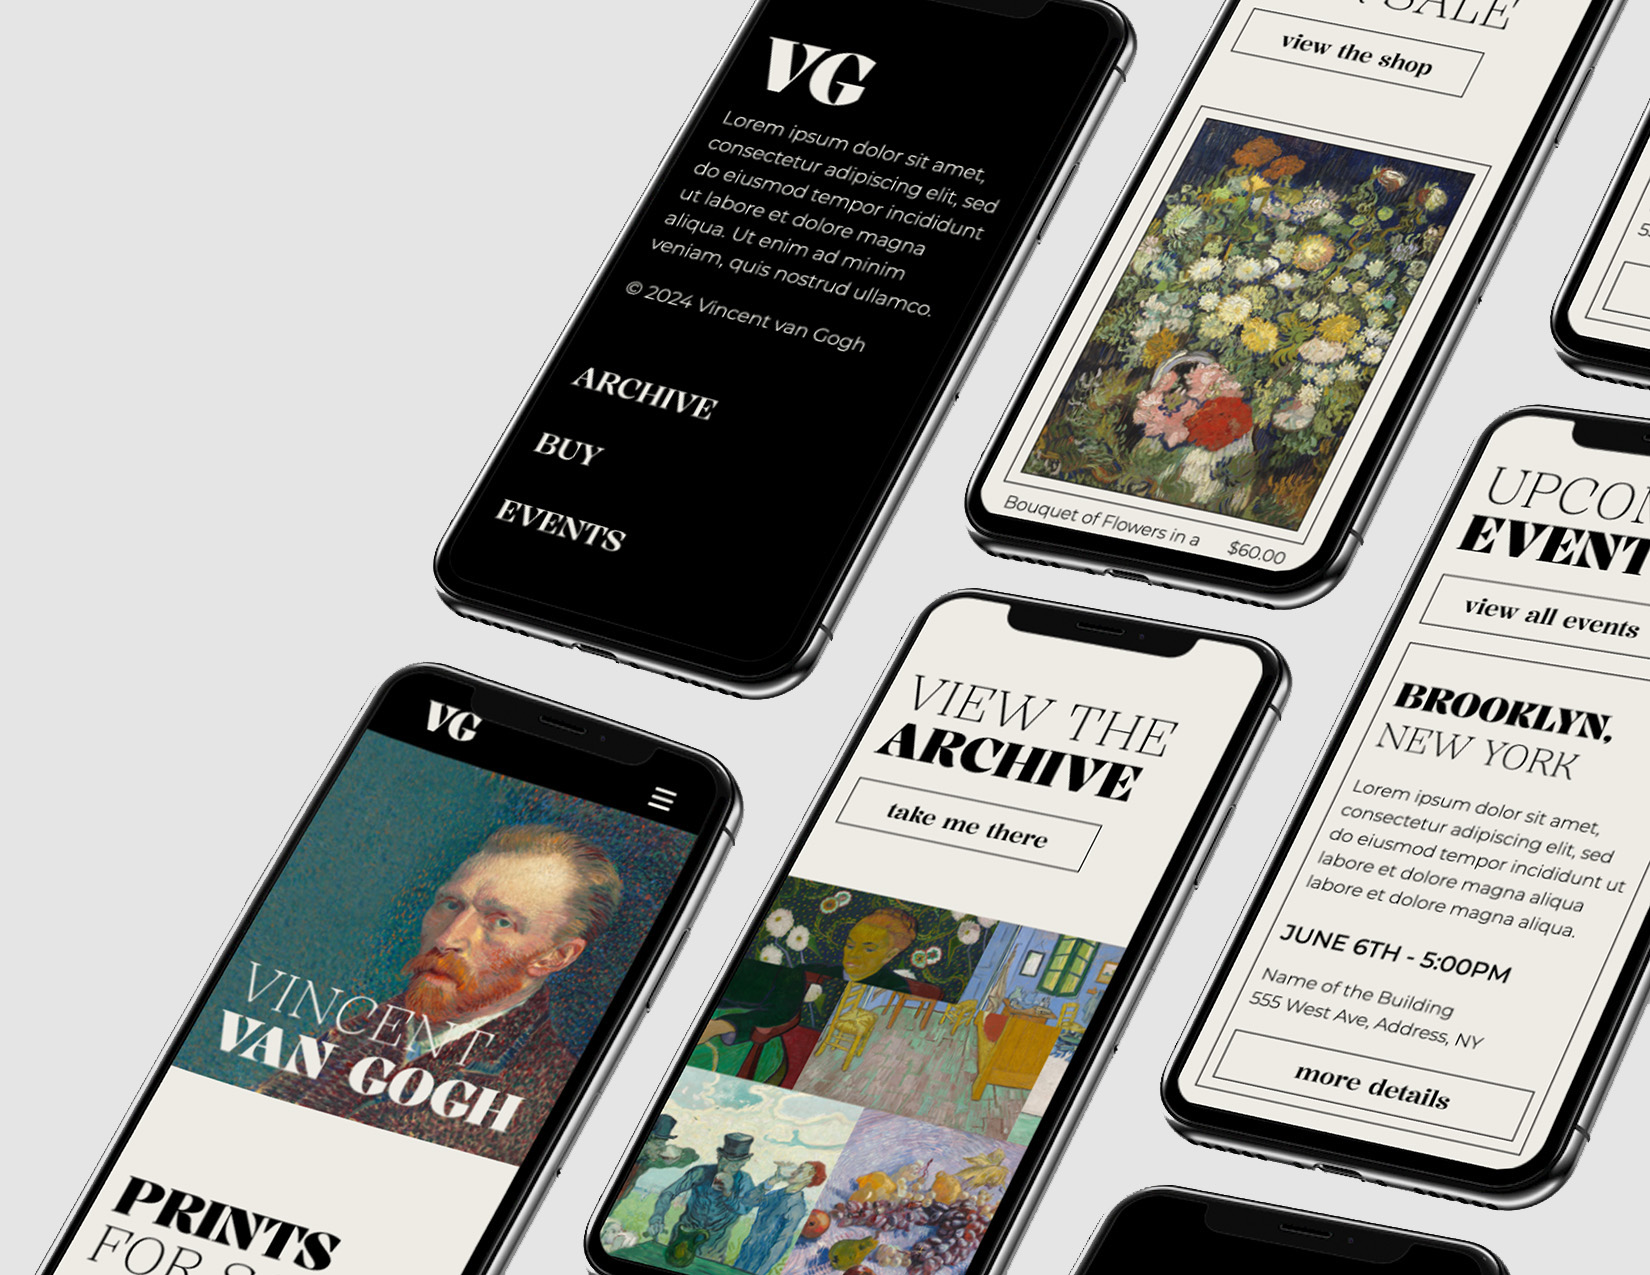 VG
Lorem ipsum dolor sit amet,
consectetur adipiscing elit, sed
do eiusmod tempor incididunt
ut labore et dolore magna
aliqua. Ut enim ad minim
veniam, quis nostrud ullamco.
© 2024 Vincent van Gogh
ARCHIVE
BUY
EVENTS
SALE
view the shop
Bouquet of Flowers in a $60.00
VG
VINCENT
VAN GOGH
PRINTS
FOR
VIEW THE
ARCHIVE
take me there
UPCOM
EVENT
view all events
BROOKLYN,
NEW YORK
Lorem ipsum dolor sit amet,
consectetur adipiscing elit, sed
do eiusmod tempor incididunt ut
labore et dolore magna aliqua
labore et dolore magna aliqua.
JUNE 6TH - 5:00PM
Name of the Building
555 West Ave, Address, NY
more details